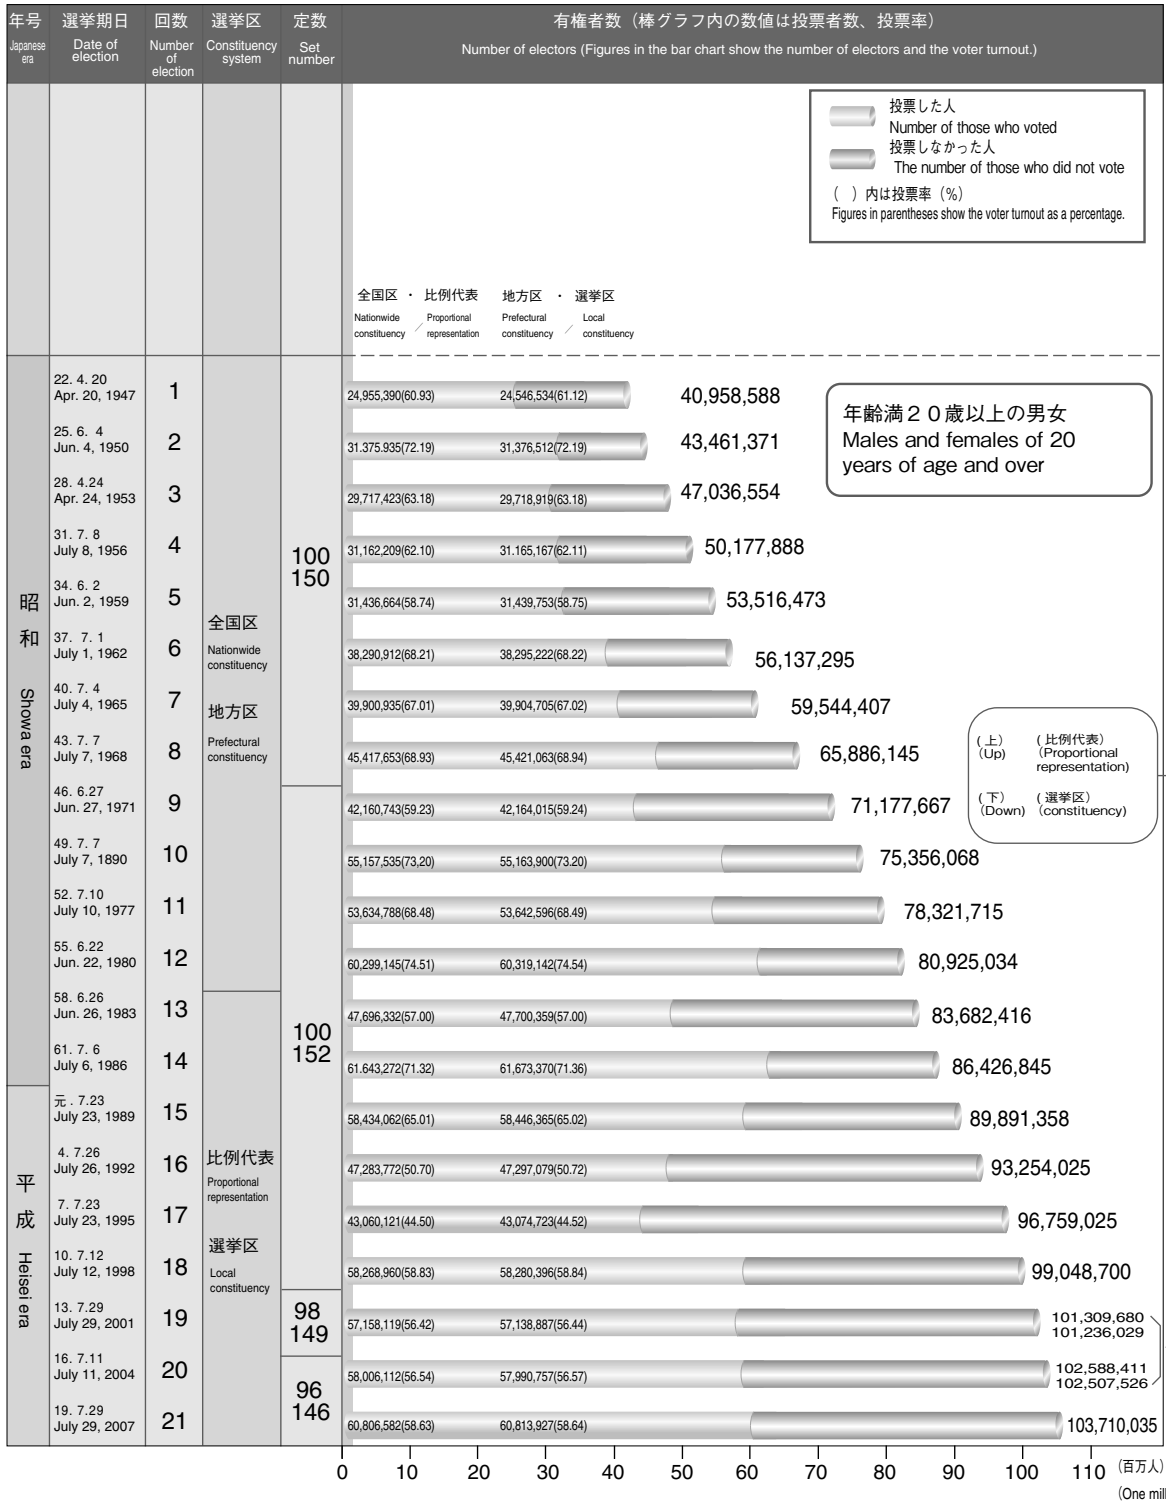 年号 選挙期日 回数 選挙区 定数 有権者数（棒グラフ内の数値は投票者数、投票率）
Japanese era Date of election Number of election Constituency system Set number Number of electors (Figures in the bar chart show the number of electors and the voter turnout.)
投票した人
Number of those who voted
投票しなかった人
The number of those who did not vote
（　）内は投票率（%）
Figures in parentheses show the voter turnout as a percentage.
全国区 ・ 比例代表 地方区 ・ 選挙区
Nationwide constituency / Proportional representation Prefectural constituency / Local constituency
年齢満２０歳以上の男女
Males and females of 20
years of age and over
昭和 Showa era
平成 Heisei era
全国区
Nationwide
constituency
地方区
Prefectural
constituency
比例代表
Proportional
representation
選挙区
Local
constituency
100
150
100
152
98
149
96
146
22. 4. 20
Apr. 20, 1947 1 24,955,390(60.93) 24,546,534(61.12) 40,958,588
25. 6. 4
Jun. 4, 1950 2 31.375.935(72.19) 31,376,512(72.19) 43,461,371
28. 4.24
Apr. 24, 1953 3 29,717,423(63.18) 29,718,919(63.18) 47,036,554
31. 7. 8
July 8, 1956 4 31,162,209(62.10) 31.165,167(62.11) 50,177,888
34. 6. 2
Jun. 2, 1959 5 31,436,664(58.74) 31,439,753(58.75) 53,516,473
37. 7. 1
July 1, 1962 6 38,290,912(68.21) 38,295,222(68.22) 56,137,295
40. 7. 4
July 4, 1965 7 39,900,935(67.01) 39,904,705(67.02) 59,544,407
43. 7. 7
July 7, 1968 8 45,417,653(68.93) 45,421,063(68.94) 65,886,145
46. 6.27
Jun. 27, 1971 9 42,160,743(59.23) 42,164,015(59.24) 71,177,667
49. 7. 7
July 7, 1890 10 55,157,535(73,20) 55,163,900(73.20) 75,356,068
52. 7.10
July 10, 1977 11 53,634,788(68.48) 53,642,596(68.49) 78,321,715
55. 6.22
Jun. 22, 1980 12 60,299,145(74.51) 60,319,142(74.54) 80,925,034
58. 6.26
Jun. 26, 1983 13 47,696,332(57.00) 47,700,359(57.00) 83,682,416
61. 7. 6
July 6, 1986 14 61.643,272(71.32) 61,673,370(71.36) 86,426,845
元 . 7.23
July 23, 1989 15 58,434,062(65.01) 58,446,365(65.02) 89,891,358
4. 7.26
July 26, 1992 16 47,283,772(50.70) 47,297,079(50.72) 93,254,025
7. 7.23
July 23, 1995 17 43,060,121(44.50) 43,074,723(44.52) 96,759,025
10. 7.12
July 12, 1998 18 58,268,960(58.83) 58,280,396(58.84) 99,048,700
13. 7.29
July 29, 2001 19 57,158,119(56.42) 57,138,887(56.44) 101,309,680
101,236,029
16. 7.11
July 11, 2004 20 58,006,112(56.54) 57,990,757(56.57) 102,588,411
102,507,526
19. 7.29
July 29, 2007 21 60,806,582(58.63) 60,813,927(58.64) 103,710,035
（上） （比例代表）
(Up) (Proportional
representation)
（下） （選挙区）
(Down) (constituency)
0 10 20 30 40 50 60 70 80 90 100 110 (百万人)
(One mill